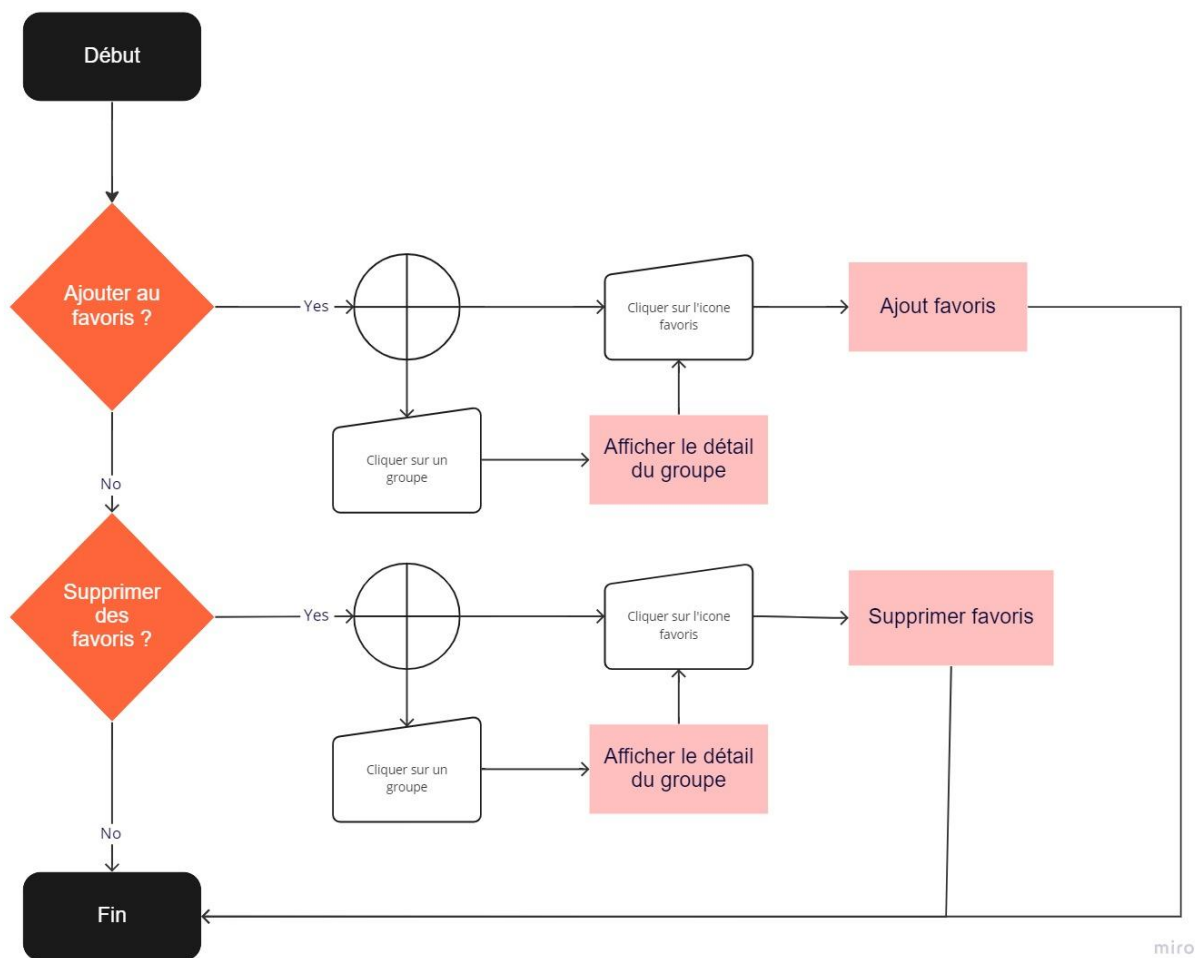 Début
Ajouter au
favoris ?
Yes
Cliquer sur l'icone
favoris
Ajout favoris
Cliquer sur un
groupe
Afficher le détail
du groupe
No
Supprimer
des
favoris ?
Yes
Cliquer sur l'icone
favoris
Supprimer favoris
Cliquer sur un
groupe
Afficher le détail
du groupe
No
Fin
miro